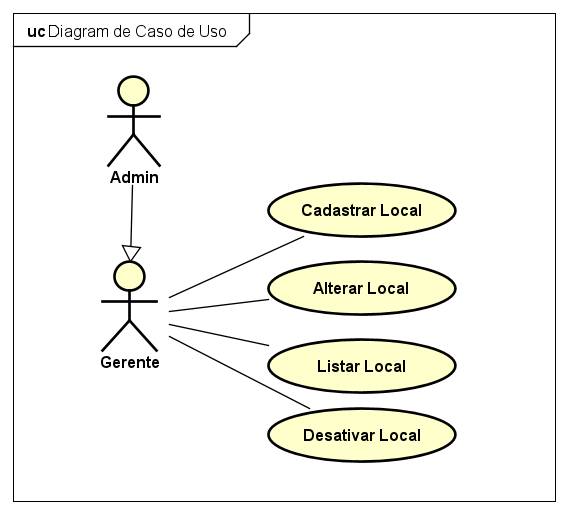 uc Diagram de Caso de Uso
Admin
Cadastrar Local
Alterar Local
Gerente
Listar Local
Desativar Local